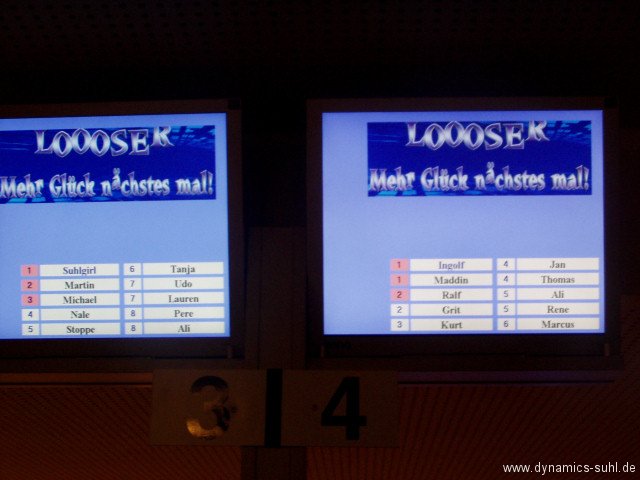 LOOOSER
Mehr Glück nächstes mal!
1 Suhlgirl 6 Tanja
2 Martin 7 Udo
3 Michael 7 Lauren
4 Nale 8 Pere
5 Stoppe 8 Ali
LOOOSER
Mehr Glück nächstes mal!
1 Ingolf 4 Jan
1 Maddin 4 Thomas
2 Ralf 5 Ali
2 Grit 5 Rene
3 Kurt 6 Marcus
3 4
www.dynamics-suhl.de